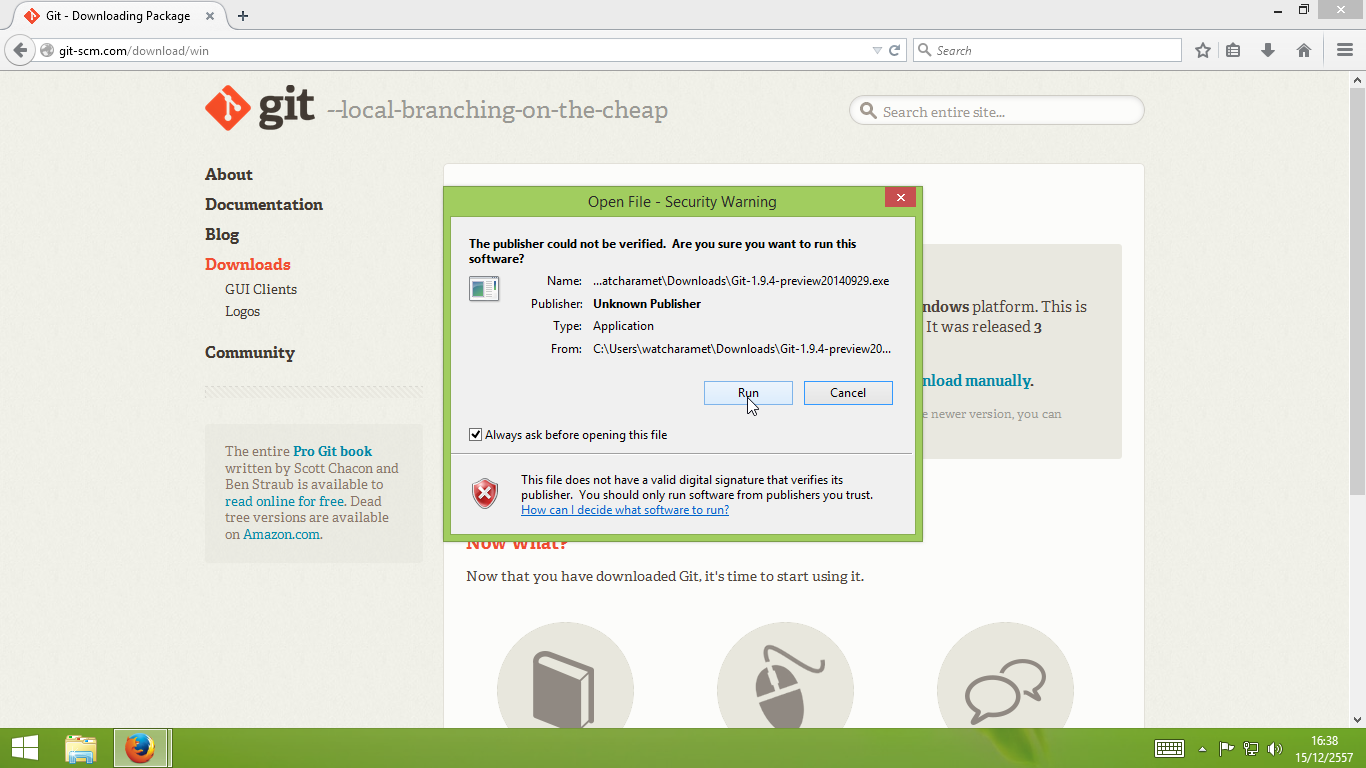 Git - Downloading Package
git-scm.com/download/win
Search
git --local-branching-on-the-cheap
Search entire site...
About
Documentation
Blog
Downloads
GUI Clients
Logos
Community
The entire Pro Git book
written by Scott Chacon and
Ben Straub is available to
read online for free. Dead
tree versions are available
on Amazon.com.
Open File - Security Warning
The publisher could not be verified. Are you sure you want to run this
software?
Name: ...atcharamet\Downloads\Git-1.9.4-preview20140929.exe
Publisher: Unknown Publisher
Type: Application
From: C:\Users\watcharamet\Downloads\Git-1.9.4-preview20...
Run Cancel
Always ask before opening this file
This file does not have a valid digital signature that verifies its
publisher. You should only run software from publishers you trust.
How can I decide what software to run?
ndows platform. This is
It was released 3
nload manually.
e newer version, you can
Now What?
Now that you have downloaded Git, it's time to start using it.
16:38
15/12/2557